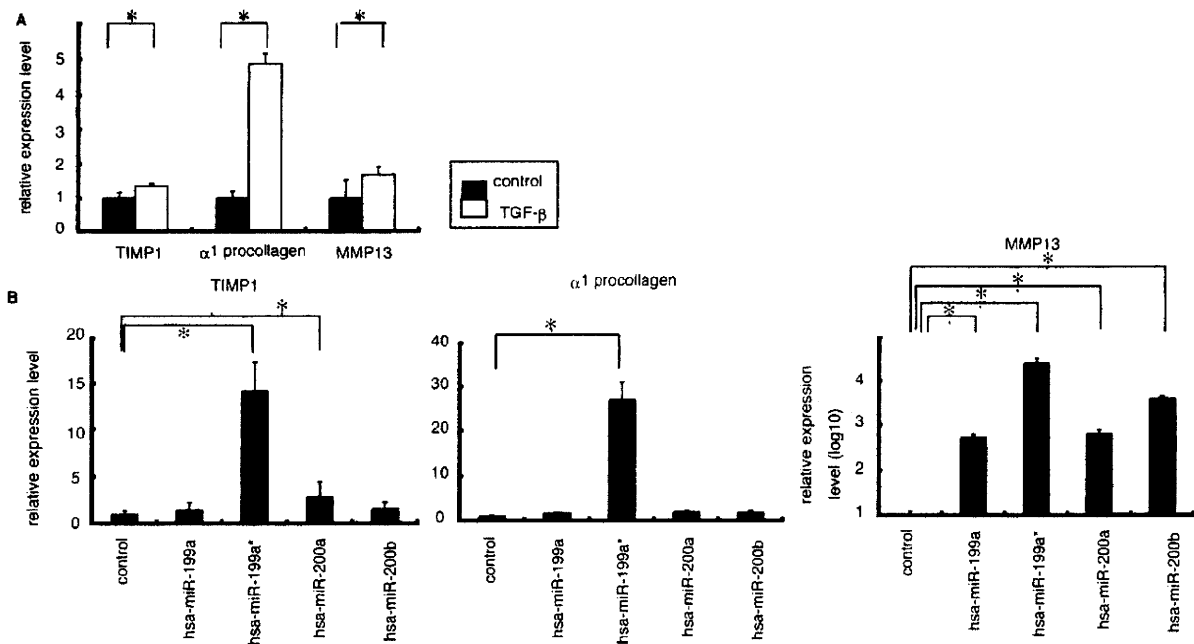 A
* * *
relative expression level
5
4
3
2
1
0
TIMP1 α1 procollagen MMP13
control
TGF-β
B
TIMP1
* *
relative expression level
20
15
10
5
0
control
hsa-miR-199a
hsa-miR-199a*
hsa-miR-200a
hsa-miR-200b
α1 procollagen
*
40
30
20
10
0
control
hsa-miR-199a
hsa-miR-199a*
hsa-miR-200a
hsa-miR-200b
MMP13
*
*
*
*
relative expression
level (log10)
4
3
2
1
control
hsa-miR-199a
hsa-miR-199a*
hsa-miR-200a
hsa-miR-200b